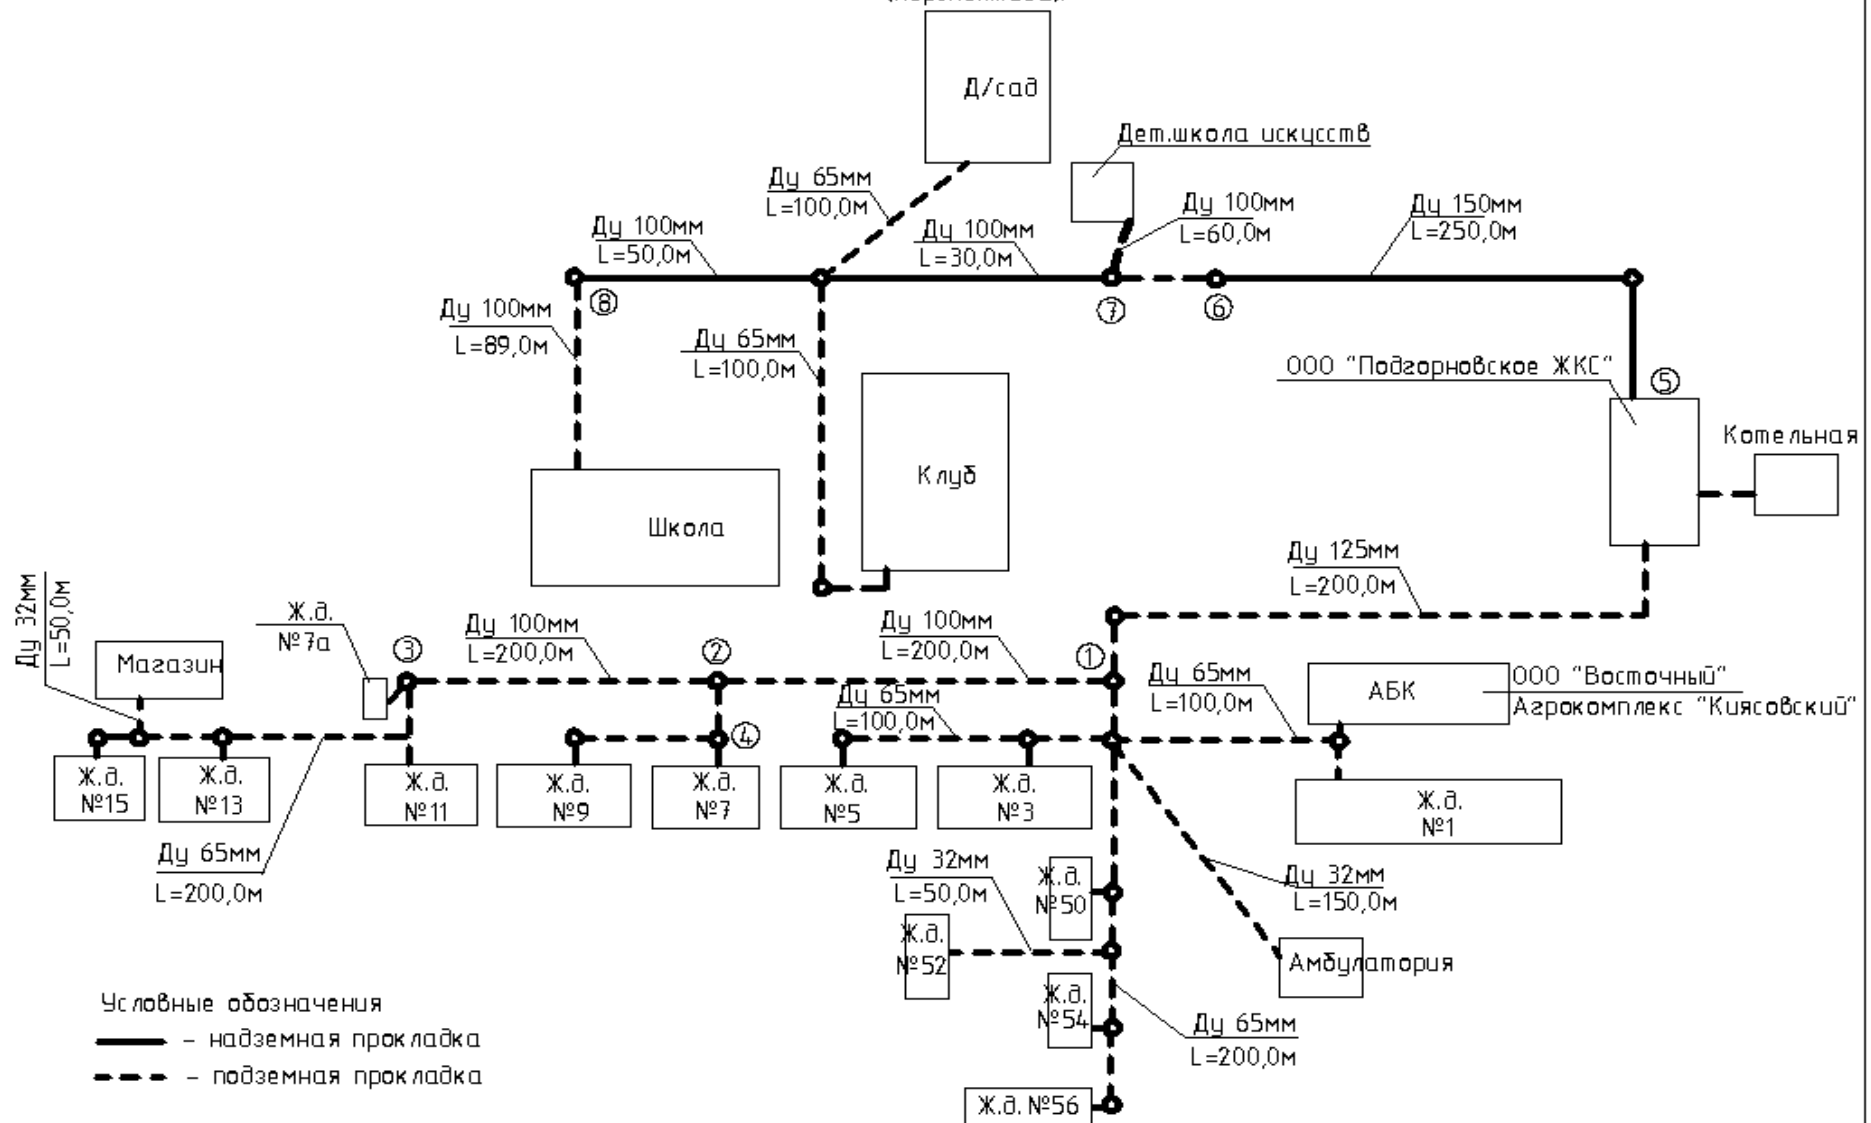 Д/сад
Дет.школа искусств
Ду 65мм
L=100,0м
Ду 100мм
L=60,0м
Ду 150мм
L=250,0м
Ду 100мм
L=50,0м
Ду 100мм
L=30,0м
8
7
6
Ду 100мм
L=89,0м
Ду 65мм
L=100,0м
ООО "Подгорновское ЖКС"
5
Котельная
Клуб
Школа
Ду 125мм
L=200,0м
Ду 32мм
L=50,0м
Ж.д.
№7а
Магазин
3
Ду 100мм
L=200,0м
2
Ду 100мм
L=200,0м
1
Ду 65мм
L=100,0м
АБК
ООО "Восточный"
Агрокомплекс "Киясовский"
Ду 65мм
L=100,0м
4
Ж.д.
№15
Ж.д.
№13
Ж.д.
№11
Ж.д.
№9
Ж.д.
№7
Ж.д.
№5
Ж.д.
№3
Ж.д.
№1
Ду 65мм
L=200,0м
Ду 32мм
L=50,0м
Ж.д.
№50
Ду 32мм
L=150,0м
Ж.д.
№52
Амбулатория
Ж.д.
№54
Ду 65мм
L=200,0м
Ж.д. №56
Условные обозначения
– надземная прокладка
– подземная прокладка